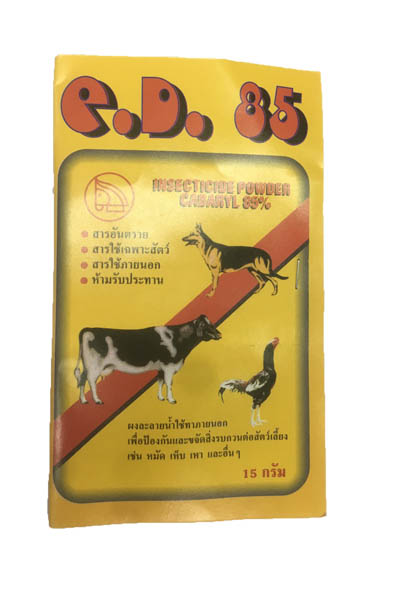 e.D. 85
INSECTICIDE POWDER
CABARYL 85%
สารอันตราย
สารใช้เฉพาะสัตว์
สารใช้ภายนอก
ห้ามรับประทาน
ผงละลายน้ำใช้ทาภายนอก
เพื่อป้องกันและขจัดสิ่งรบกวนต่อสัตว์เลี้ยง
เช่น หมัด เห็บ เหา และอื่น ๆ
15 กรัม